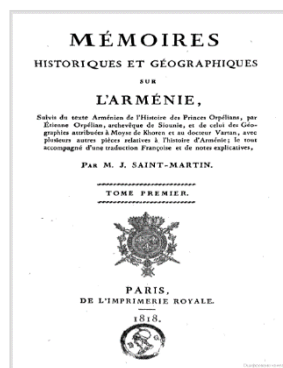 MÉMOIRES
HISTORIQUES ET GÉOGRAPHIQUES
SUR
L'ARMÉNIE,
Suivis du texte Arménien de l'Histoire des Princes Orpélians, par
Étienne Orpélian, archevêque de Siounie, et de celui des Géo-
graphies attribuées à Moyse de Khoren et au docteur Vartan, avec
plusieurs autres pièces relatives à l'histoire d'Arménie; le tout
accompagné d'une traduction Françoise et de notes explicatives,
PAR M. J. SAINT-MARTIN.
TOME PREMIER.
PARIS,
DE L'IMPRIMERIE ROYALE.
1818.